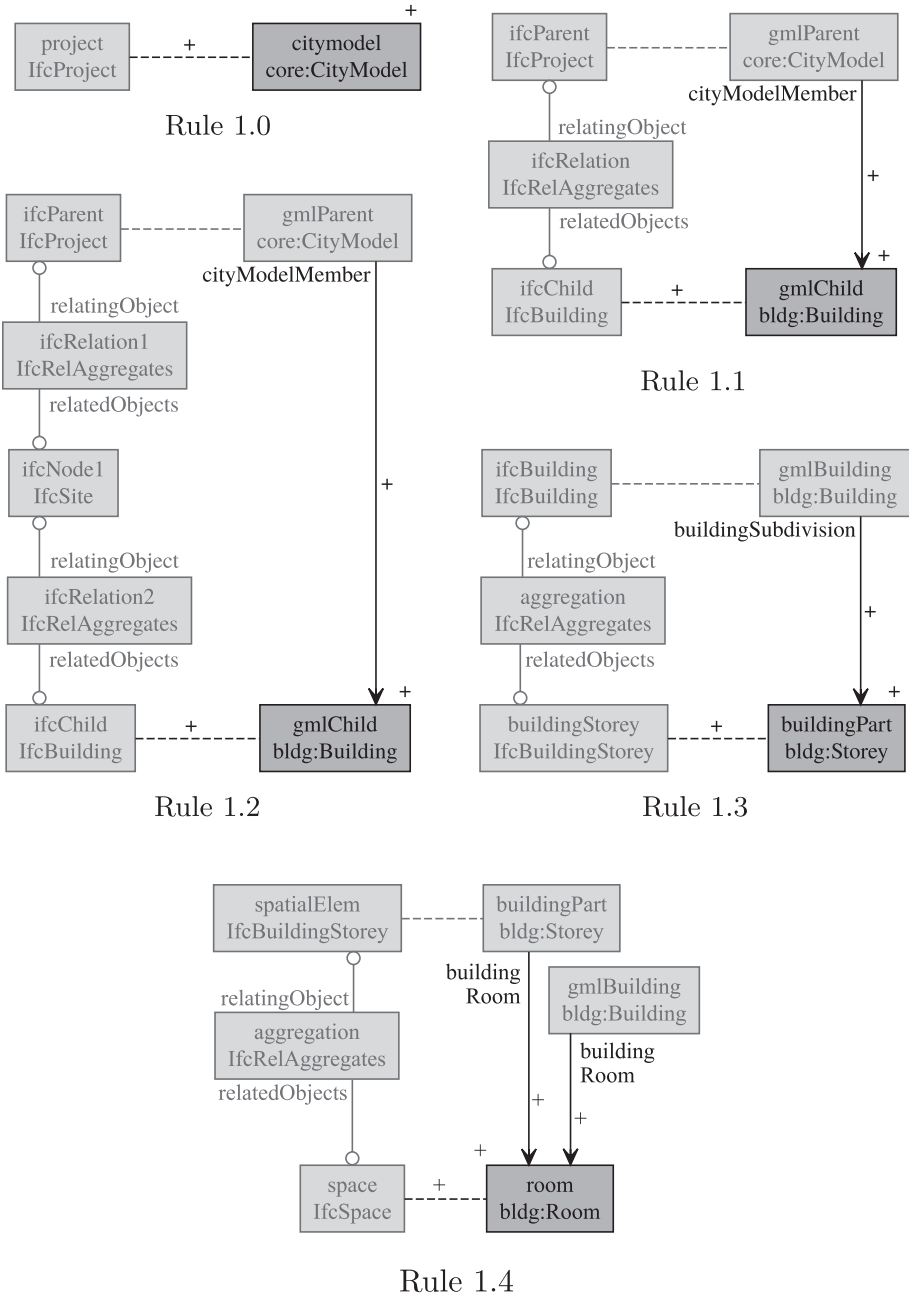 project
IfcProject
+
+
citymodel
core:CityModel
Rule 1.0
ifcParent
IfcProject
gmlParent
core:CityModel
cityModelMember
relatingObject
ifcRelation
IfcRelAggregates
+
relatedObjects
+
ifcChild
IfcBuilding
+
gmlChild
bldg:Building
Rule 1.1
ifcParent
IfcProject
gmlParent
core:CityModel
cityModelMember
relatingObject
ifcRelation1
IfcRelAggregates
relatedObjects
ifcNode1
IfcSite
+
relatingObject
ifcRelation2
IfcRelAggregates
relatedObjects
+
ifcChild
IfcBuilding
+
gmlChild
bldg:Building
Rule 1.2
ifcBuilding
IfcBuilding
gmlBuilding
bldg:Building
buildingSubdivision
relatingObject
aggregation
IfcRelAggregates
+
relatedObjects
+
buildingStorey
IfcBuildingStorey
+
buildingPart
bldg:Storey
Rule 1.3
spatialElem
IfcBuildingStorey
buildingPart
bldg:Storey
building
Room
gmlBuilding
bldg:Building
relatingObject
aggregation
IfcRelAggregates
building
Room
relatedObjects
+
+
+
space
IfcSpace
+
room
bldg:Room
Rule 1.4